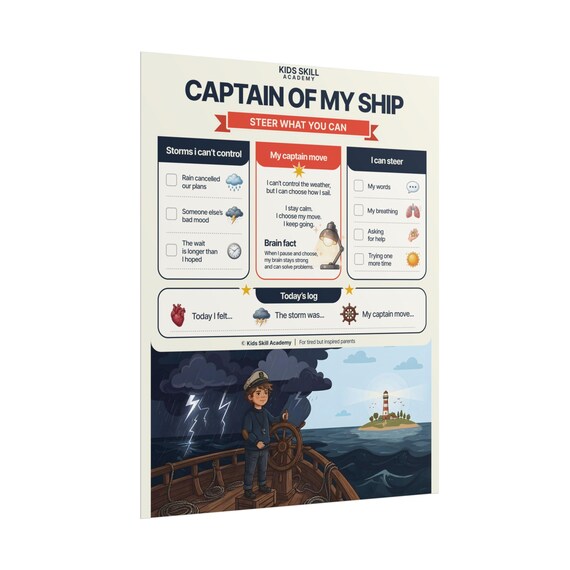 KIDS SKILL
ACADEMY
CAPTAIN OF MY SHIP
STEER WHAT YOU CAN
Storms i can't control
Rain cancelled
our plans
Someone else's
bad mood
The wait
is longer than
I hoped
My captain move
I can't control the weather,
but I can choose how I sail.
I stay calm.
I choose my move.
I keep going.
Brain fact
When I pause and choose,
my brain stays strong
and can solve problems.
I can steer
My words
My breathing
Asking
for help
Trying one
more time
Today's log
Today I felt...
The storm was...
My captain move...
© Kids Skill Academy | For tired but inspired parents